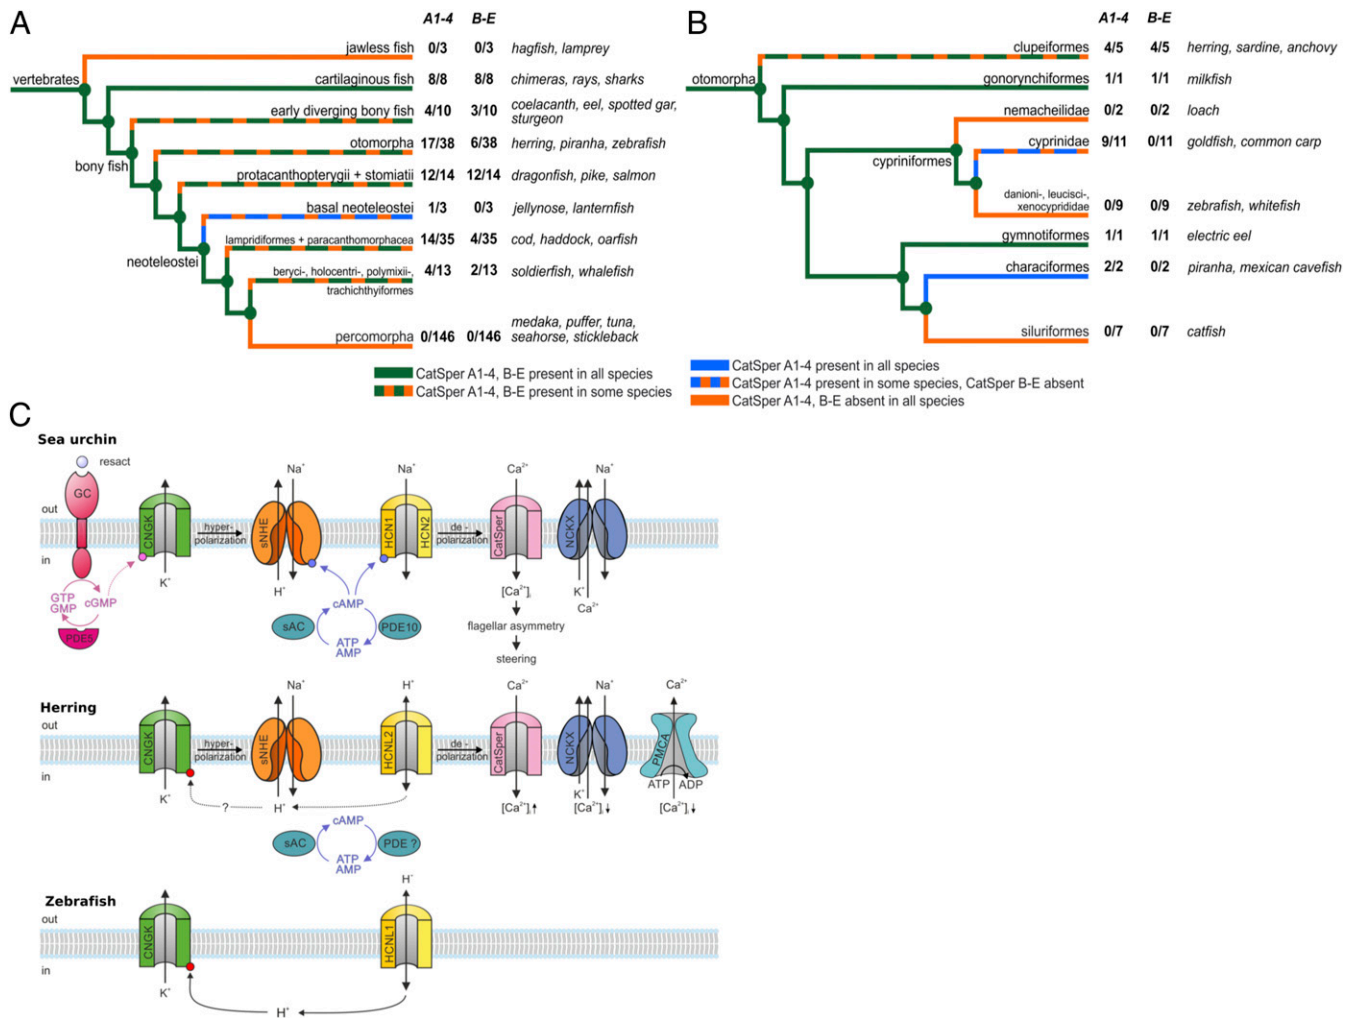 A
A1-4 B-E
jawless fish 0/3 0/3 hagfish, lamprey
vertebrates
cartilaginous fish 8/8 8/8 chimeras, rays, sharks
early diverging bony fish 4/10 3/10 coelacanth, eel, spotted gar,
sturgeon
bony fish
otomorpha 17/38 6/38 herring, piranha, zebrafish
protacanthopterygii + stomiatii 12/14 12/14 dragonfish, pike, salmon
basal neoteleostei 1/3 0/3 jellynose, lanternfish
lampridiformes + paracanthomorphacea 14/35 4/35 cod, haddock, oarfish
neoteleostei
beryci-, holocentri-, polymixii-, 4/13 2/13 soldierfish, whalefish
trachichthyiformes
percomorpha 0/146 0/146 medaka, puffer, tuna,
seahorse, stickleback
CatSper A1-4, B-E present in all species
CatSper A1-4, B-E present in some species
B
A1-4 B-E
clupeiformes 4/5 4/5 herring, sardine, anchovy
otomorpha
gonorynchiformes 1/1 1/1 milkfish
nemacheilidae 0/2 0/2 loach
cyprinidae 9/11 0/11 goldfish, common carp
cypriniformes
danioni-, leucisci-,
xenocyprididae 0/9 0/9 zebrafish, whitefish
gymnotiformes 1/1 1/1 electric eel
characiformes 2/2 0/2 piranha, mexican cavefish
siluriformes 0/7 0/7 catfish
CatSper A1-4 present in all species
CatSper A1-4 present in some species, CatSper B-E absent
CatSper A1-4, B-E absent in all species
C
Sea urchin
resact
GC
out
in
GTP
GMP
cGMP
PDE5
CNGK
K⁺
hyper-
polarization
Na⁺
sNHE
H⁺
Na⁺
HCN1
HCN2
cAMP
sAC
PDE10
ATP
AMP
de -
polarization
Ca²⁺
CatSper
[Ca²⁺]ᵢ
flagellar asymmetry
steering
Na⁺
NCKX
K⁺
Ca²⁺
Herring
out
in
CNGK
K⁺
hyper-
polarization
Na⁺
sNHE
?
H⁺
H⁺
HCNL2
cAMP
sAC
PDE ?
ATP
AMP
de -
polarization
Ca²⁺
CatSper
[Ca²⁺]ᵢ
Na⁺
NCKX
K⁺
[Ca²⁺]ᵢ
Ca²⁺
PMCA
ATP ADP
[Ca²⁺]ᵢ
Zebrafish
out
in
CNGK
K⁺
H⁺
HCNL1
H⁺